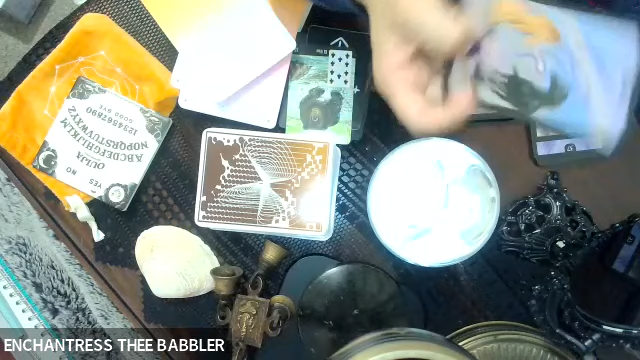 GOOD BYE
1234567890
NOPQRSTUVWXYZ
ABCDEFGHIJKLM
OUIJA
NO
YES
ENCHANTRESS THEE BABBLER